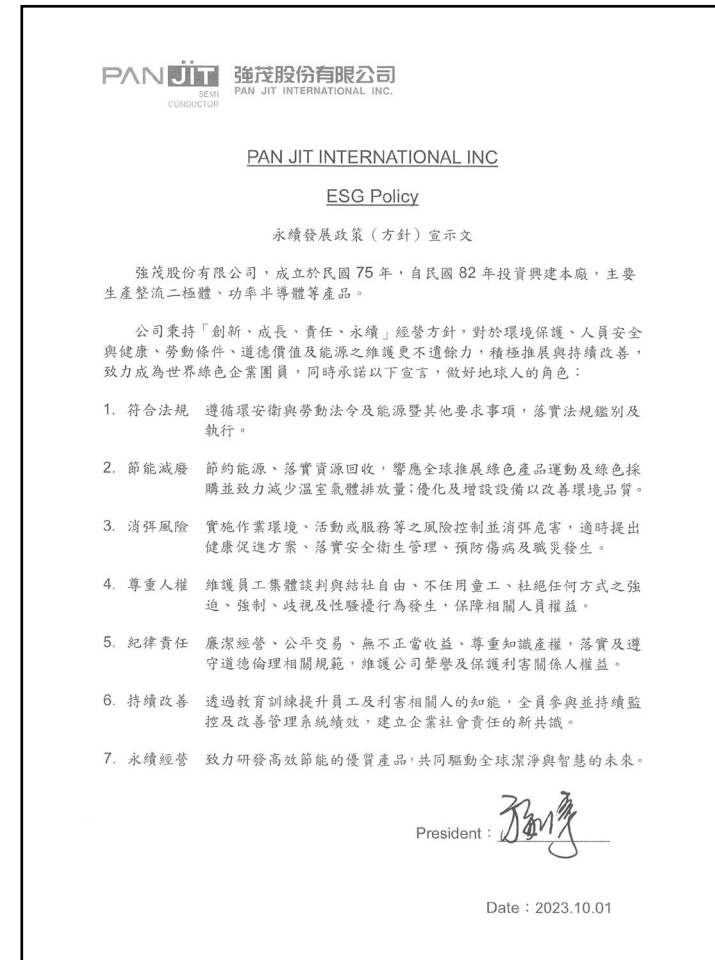 PANJIT 強茂股份有限公司
SEMI PAN JIT INTERNATIONAL INC.
CONDUCTOR
PAN JIT INTERNATIONAL INC
ESG Policy
永續發展政策（方針）宣示文
強茂股份有限公司，成立於民國 75 年，自民國 82 年投資興建本廠，主要
生產整流二極體、功率半導體等產品。
公司秉持「創新、成長、責任、永續」經營方針，對於環境保護、人員安全
與健康、勞動條件、道德價值及能源之維護更不遺餘力，積極推展與持續改善，
致力成為世界綠色企業團員，同時承諾以下宣言，做好地球人的角色：
1. 符合法規 遵循環安衛與勞動法令及能源暨其他要求事項，落實法規鑑別及
執行。
2. 節能減廢 節約能源、落實資源回收，響應全球推展綠色產品運動及綠色採
購並致力減少溫室氣體排放量;優化及增設設備以改善環境品質。
3. 消弭風險 實施作業環境、活動或服務等之風險控制並消弭危害，適時提出
健康促進方案、落實安全衛生管理、預防傷病及職災發生。
4. 尊重人權 維護員工集體談判與結社自由、不任用童工、杜絕任何方式之強
迫、強制、歧視及性騷擾行為發生，保障相關人員權益。
5. 紀律責任 廉潔經營、公平交易、無不正當收益、尊重知識產權，落實及遵
守道德倫理相關規範，維護公司聲譽及保護利害關係人權益。
6. 持續改善 透過教育訓練提升員工及利害相關人的知能，全員參與並持續監
控及改善管理系統績效，建立企業社會責任的新共識。
7. 永續經營 致力研發高效節能的優質產品，共同驅動全球潔淨與智慧的未來。
President：
Date：2023.10.01